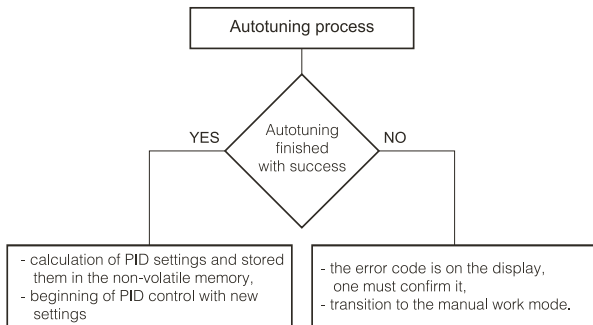 Autotuning process
YES
Autotuning
finished
with success
NO
- calculation of PID settings and stored
them in the non-volatile memory,
- beginning of PID control with new
settings
- the error code is on the display,
one must confirm it,
- transition to the manual work mode.